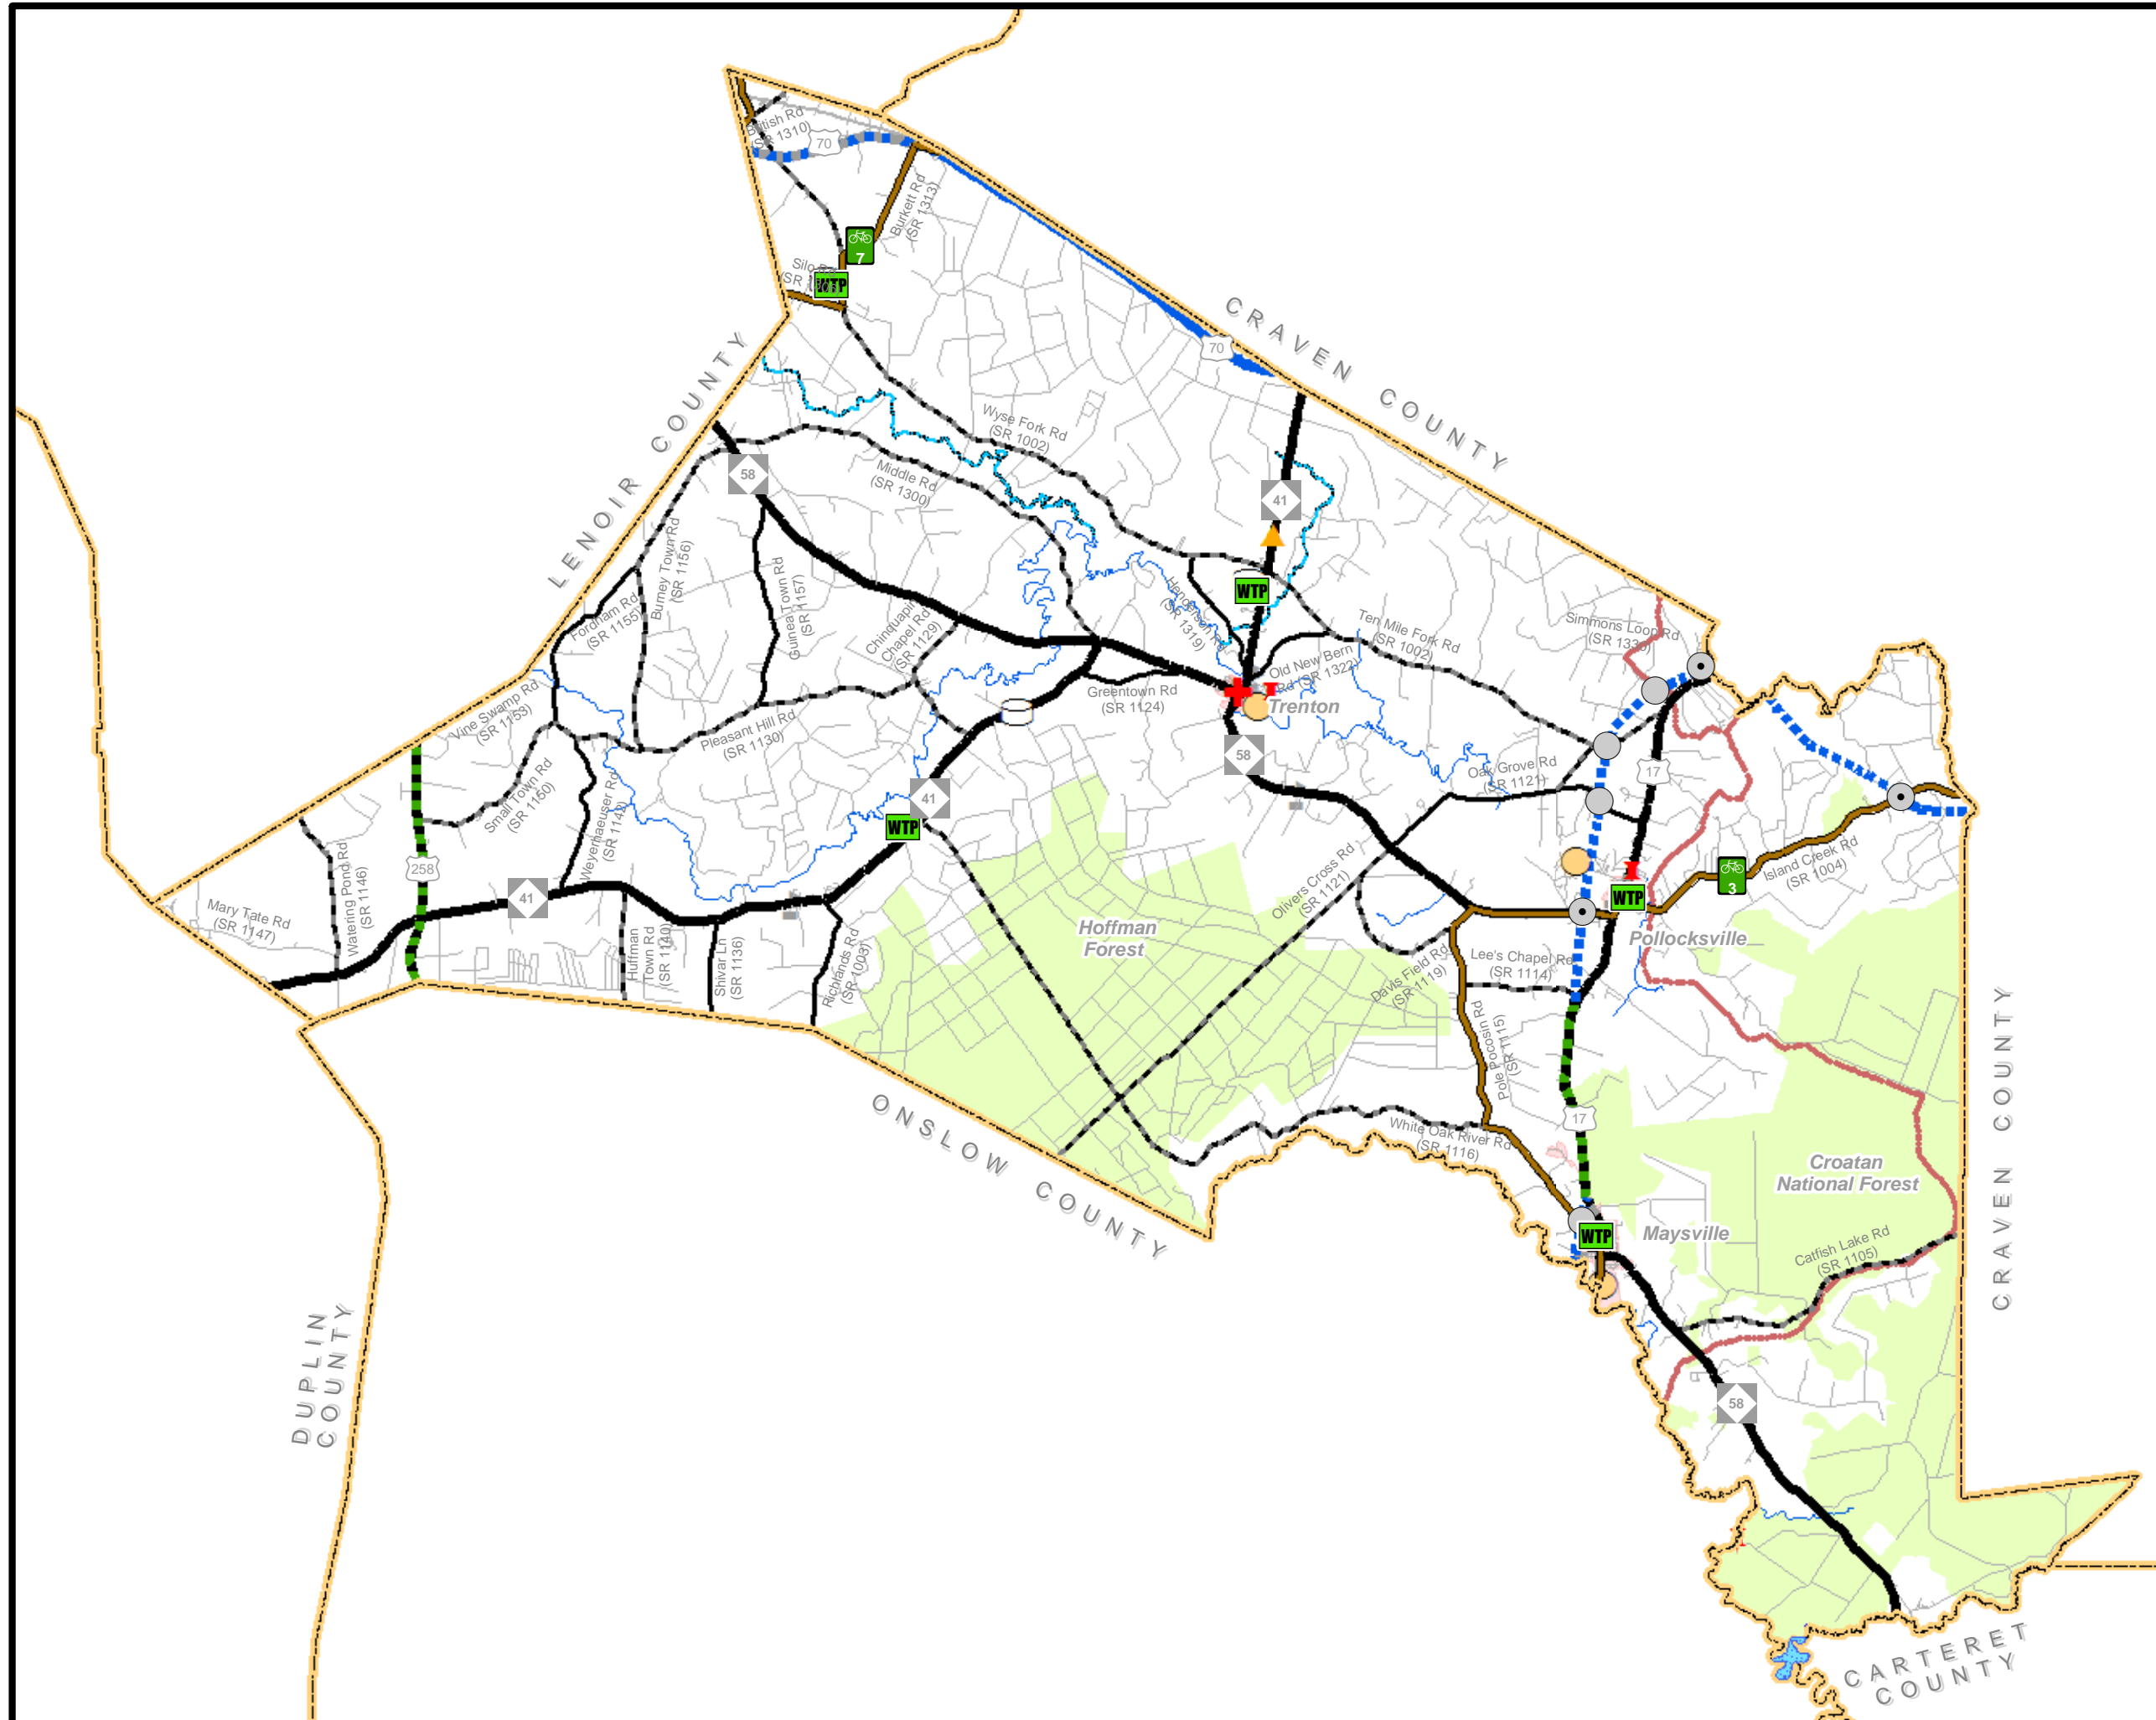 British Rd
(SR 1310)
70
Burkett Rd
(SR 1313)
7
Silo Rd
(SR
WTP
CRAVEN COUNTY
70
LENOIR COUNTY
Wyse Fork Rd
(SR 1002)
Middle Rd
(SR 1300)
58
41
Burney Town Rd
(SR 1156)
Guinea Town Rd
(SR 1157)
Fordham Rd
(SR 1155)
Chinquapin
Chapel Rd
(SR 1129)
WTP
Henderson Rd
(SR 1319)
Ten Mile Fork Rd
(SR 1002)
Simmons Loop Rd
Old New Bern
Rd (SR 1322)
Greentown Rd
(SR 1124)
Trenton
Vine Swamp Rd
(SR 1153)
Pleasant Hill Rd
(SR 1130)
58
17
Oak Grove Rd
(SR 1121)
Small Town Rd
(SR 1150)
Weyerhaeuser Rd
(SR 1142)
41
WTP
258
Watering Pond Rd
(SR 1146)
41
Mary Tate Rd
(SR 1147)
Huffman
Town Rd
(SR 1140)
Shivar Ln
(SR 1136)
Richlands Rd
(SR 1003)
Hoffman
Forest
Olivers Cross Rd
(SR 1121)
3
Island Creek Rd
(SR 1004)
WTP
Pollocksville
Davis Field Rd
(SR 1119)
Lee's Chapel Rd
(SR 1114)
Pole Pocosin Rd
(SR 1115)
17
White Oak River Rd
(SR 1116)
ONSLOW COUNTY
Croatan
National Forest
WTP
Maysville
Catfish Lake Rd
(SR 1105)
CRAVEN COUNTY
DUPLIN
COUNTY
58
CARTERET
COUNTY